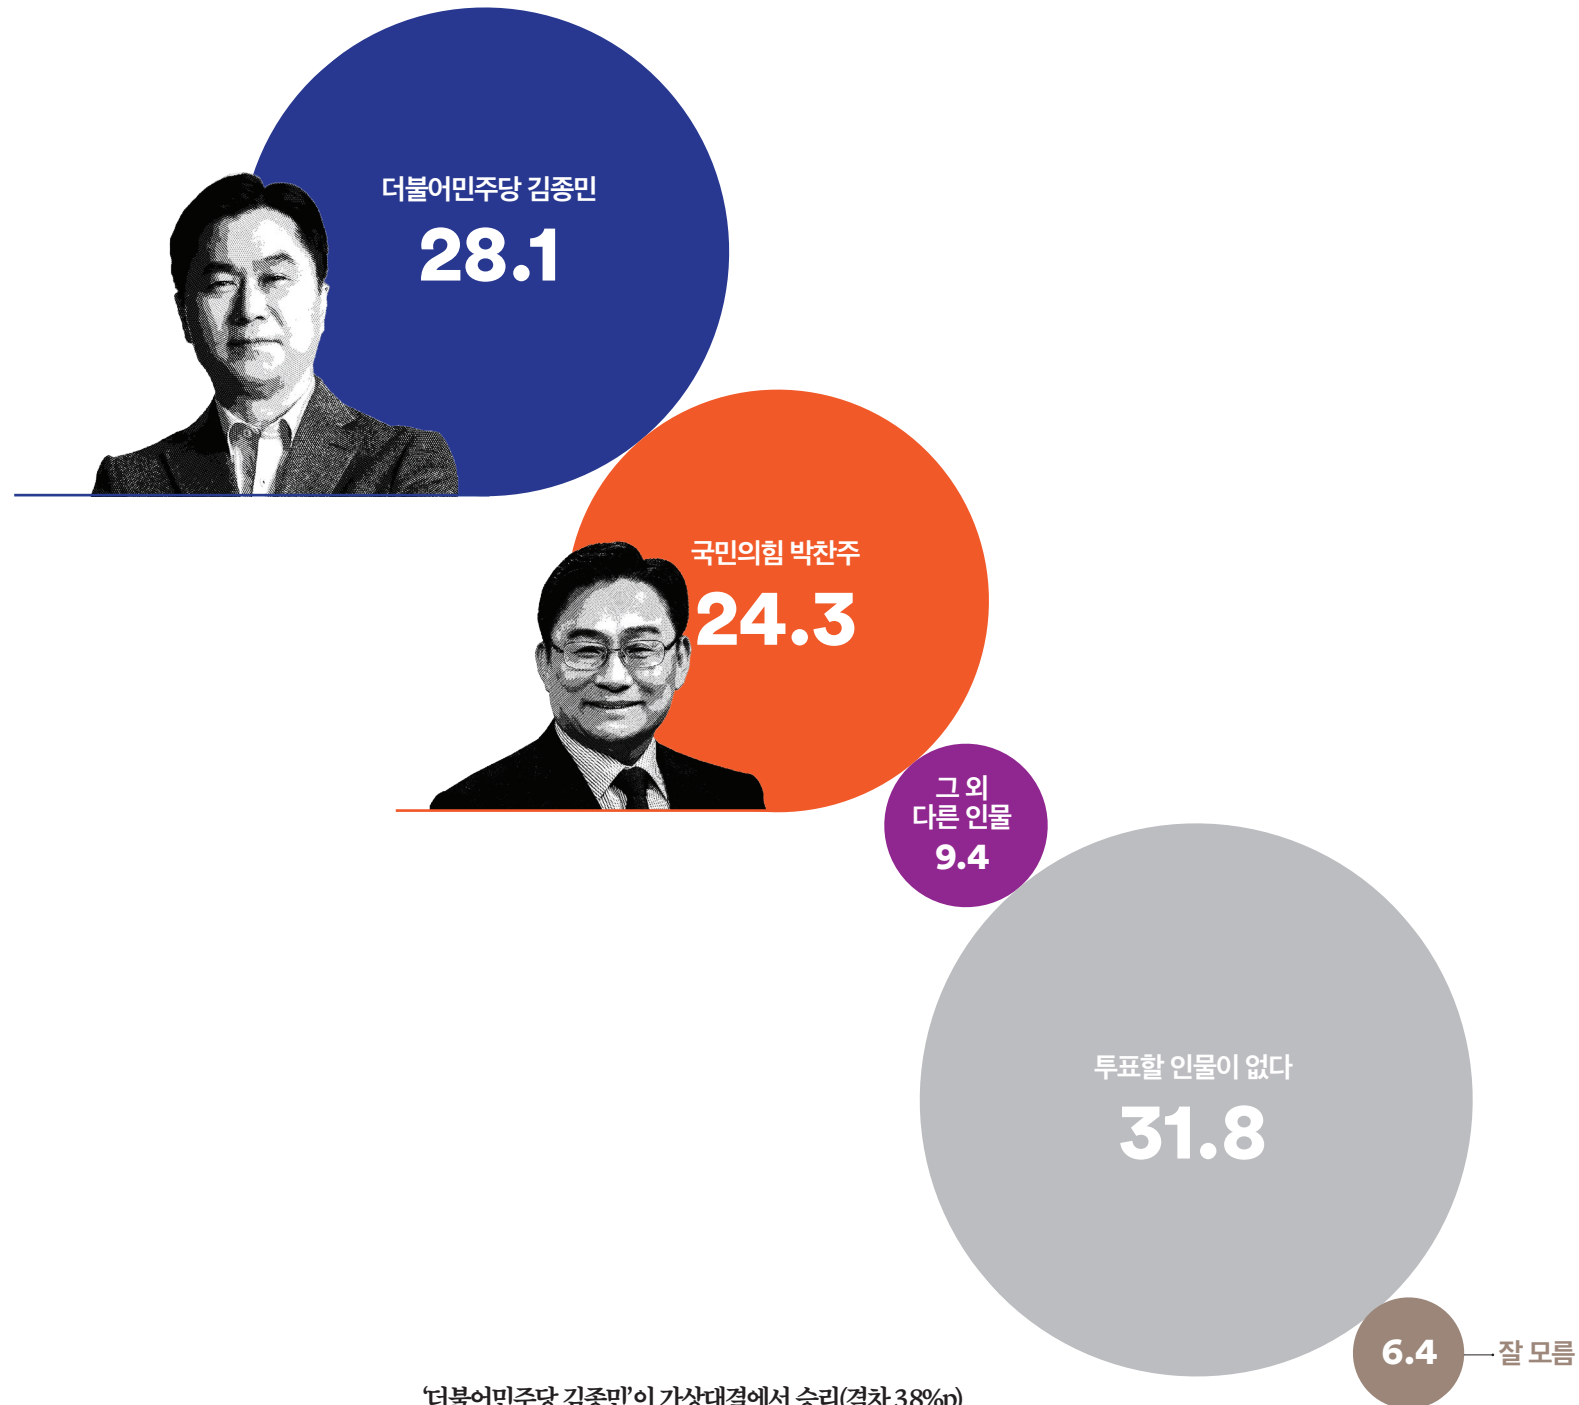 더불어민주당 김종민
28.1
국민의힘 박찬주
24.3
그 외
다른 인물
9.4
투표할 인물이 없다
31.8
6.4
잘 모름
‘더불어민주당 김종민’이 가상대결에서 승리(격차 3.8%p)